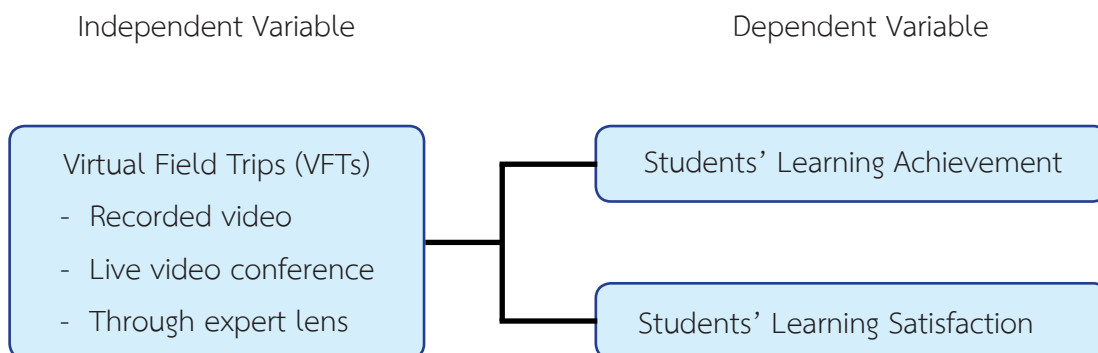 Independent Variable
Dependent Variable
Virtual Field Trips (VFTs)
- Recorded video
- Live video conference
- Through expert lens
Students’ Learning Achievement
Students’ Learning Satisfaction